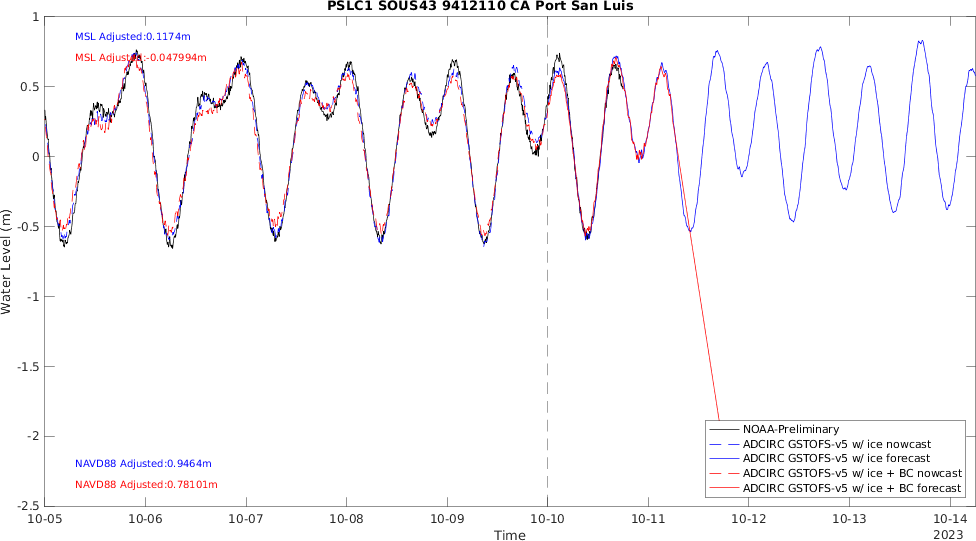 PSLC1 SOUS43 9412110 CA Port San Luis
MSL Adjusted:0.1174m
MSL Adjusted:-0.047994m
1
0.5
0
-0.5
-1
-1.5
-2
-2.5
Water Level (m)
NAVD88 Adjusted:0.9464m
NAVD88 Adjusted:0.78101m
NOAA-Preliminary
ADCIRC GSTOFS-v5 w/ ice nowcast
ADCIRC GSTOFS-v5 w/ ice forecast
ADCIRC GSTOFS-v5 w/ ice + BC nowcast
ADCIRC GSTOFS-v5 w/ ice + BC forecast
10-05 10-06 10-07 10-08 10-09 10-10 10-11 10-12 10-13 10-14
Time
2023